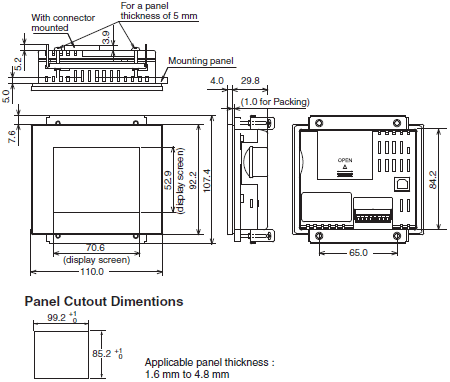 With connector
mounted
For a panel
thickness of 5 mm
3.9
5.2
Mounting panel
5.0
7.6
4.0
29.8
(1.0 for Packing)
52.9
(display screen)
92.2
107.4
OPEN
84.2
70.6
(display screen)
110.0
65.0
Panel Cutout Dimentions
99.2 +1 0
85.2 +1 0
Applicable panel thickness :
1.6 mm to 4.8 mm